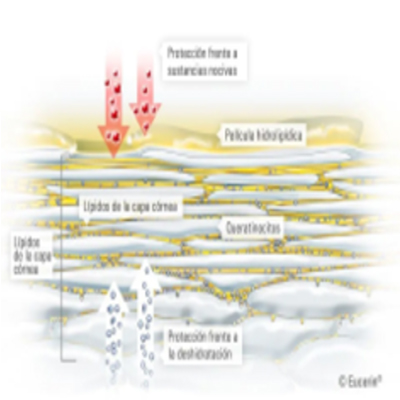 Protección frente a
sustancias nocivas
Película hidrolipídica
Lípidos de la capa córnea
Queratinocitos
Lípidos
de la capa
córnea
Protección frente a
la deshidratación
© Eucerin®